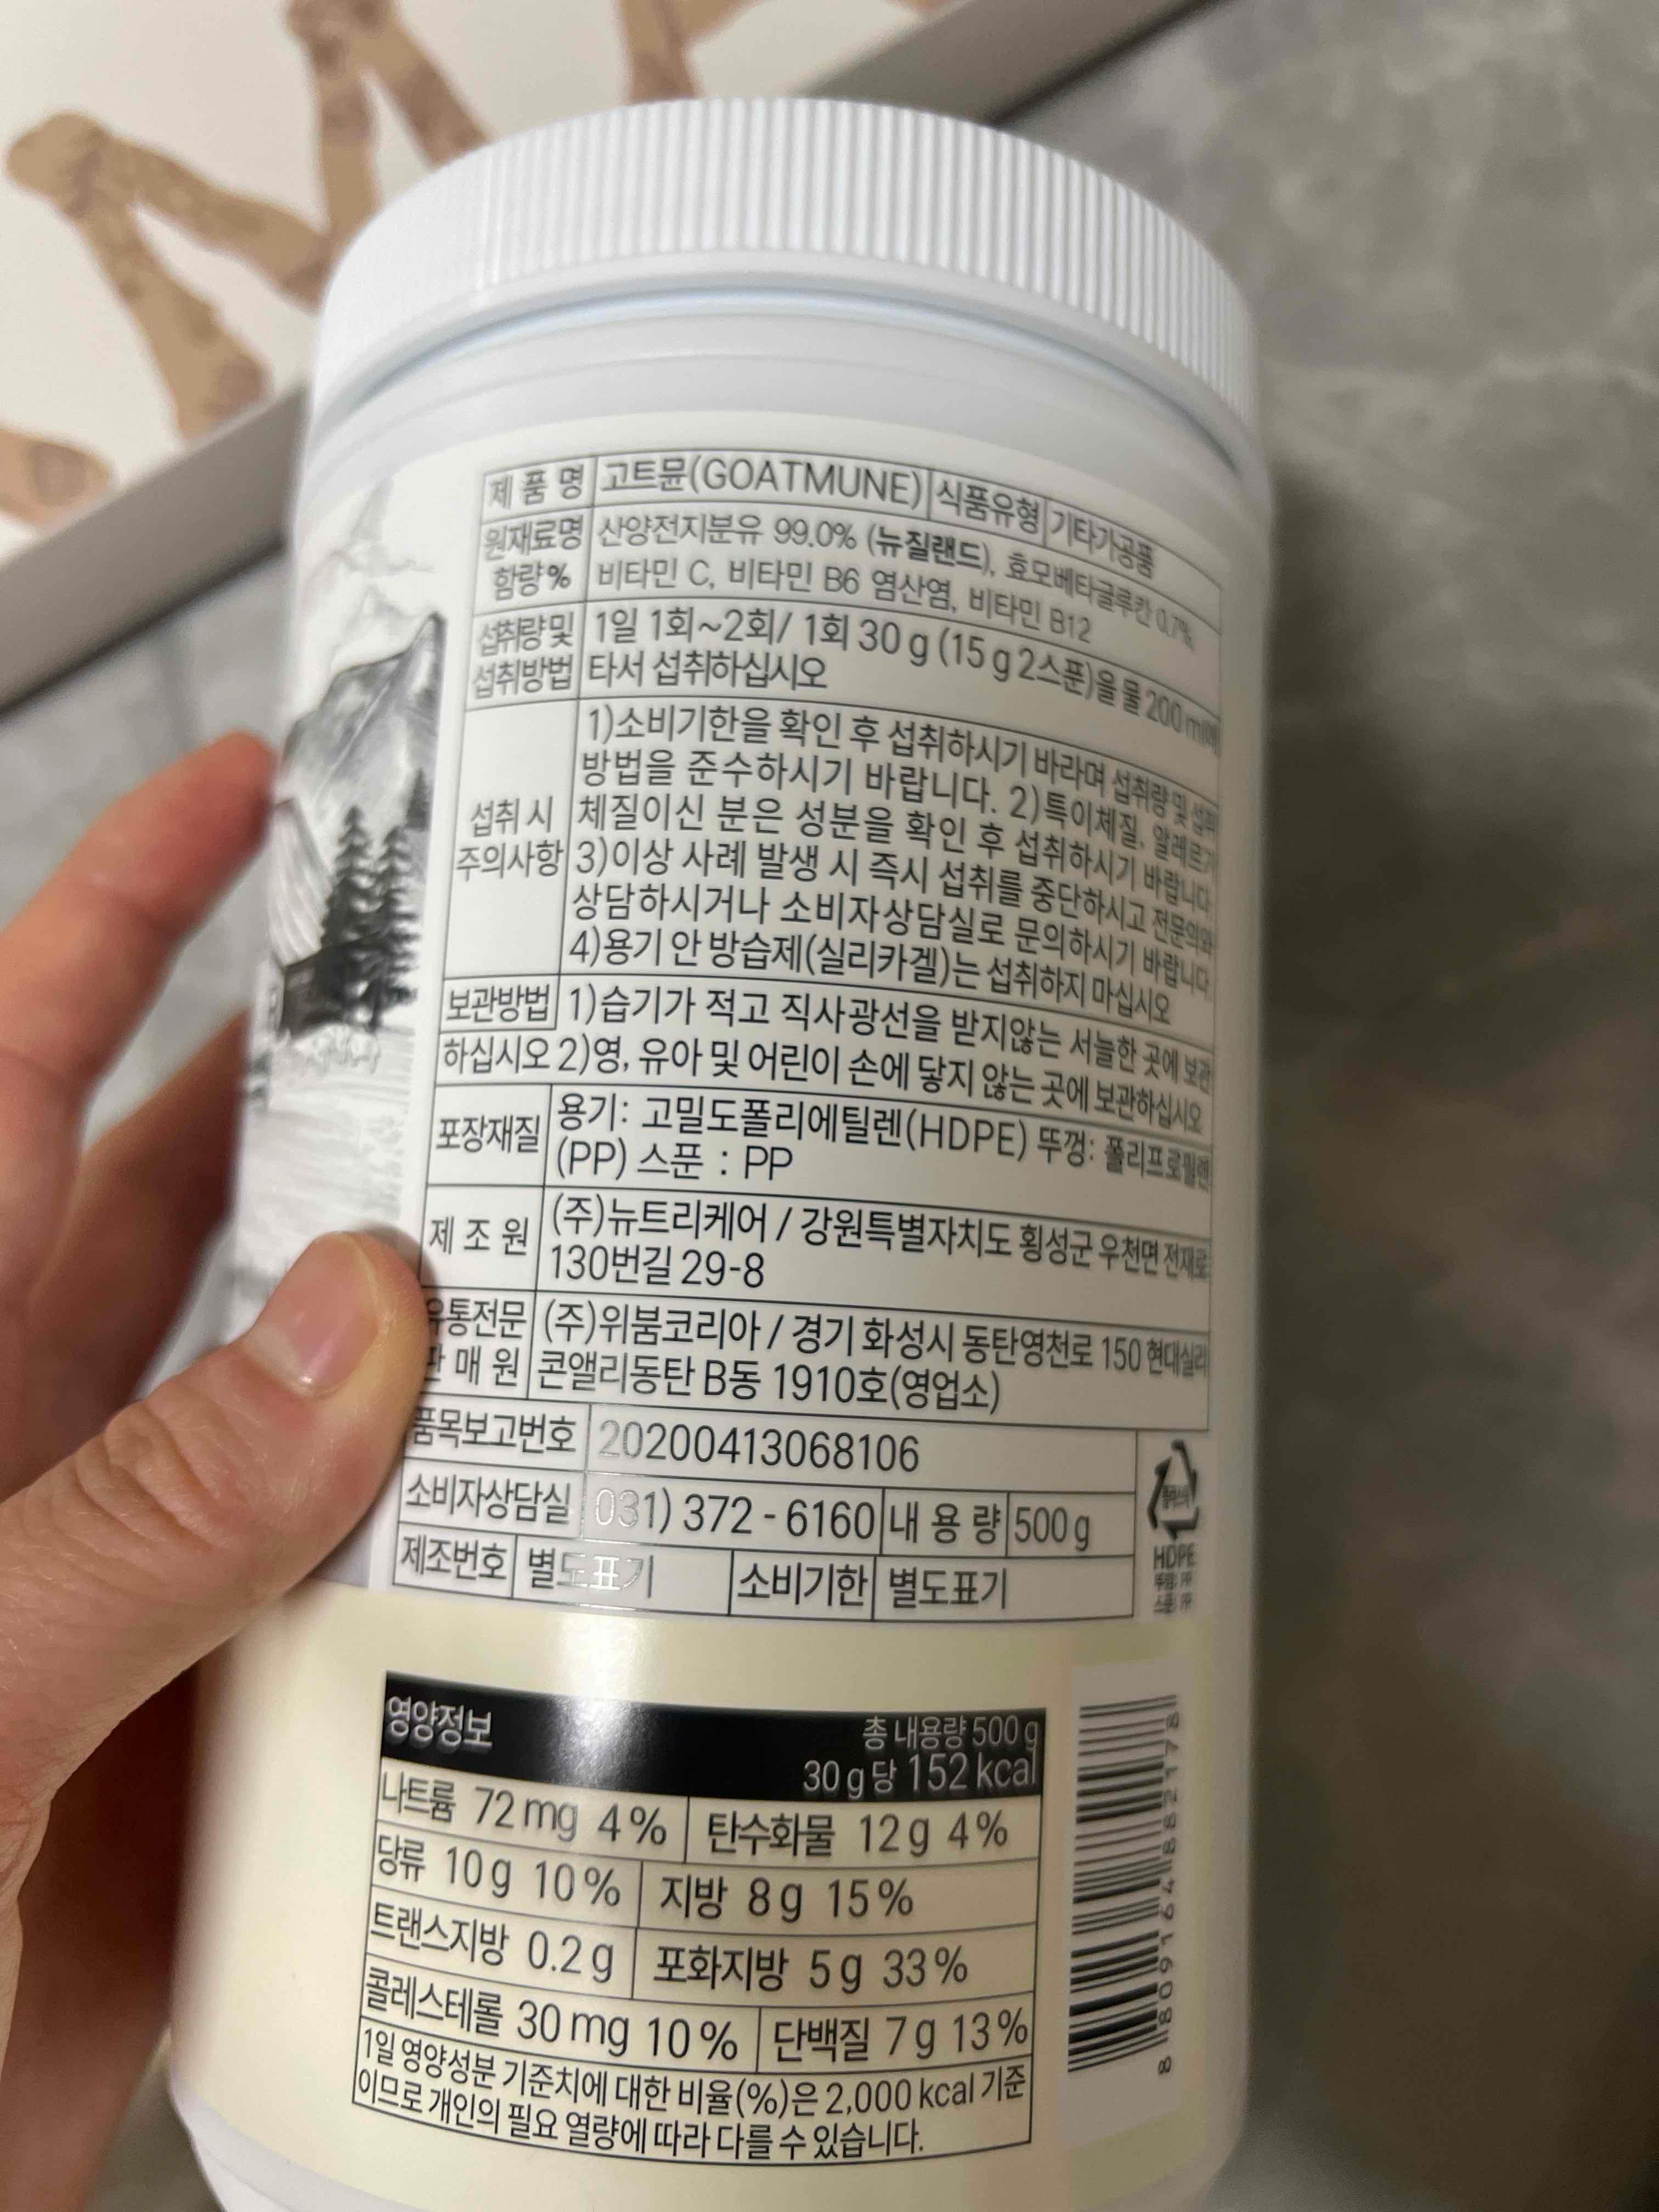 제 품 명 고트뮨(GOATMUNE) 식품유형 기타가공품
원재료명 산양전지분유 99.0% (뉴질랜드), 효모베타글루칸 0.7%
함량% 비타민 C, 비타민 B6 염산염, 비타민 B12
섭취량및 1일 1회~2회/ 1회 30 g (15 g 2스푼)을 물 200 ml에
섭취방법 타서 섭취하십시오
1)소비기한을 확인 후 섭취하시기 바라며 섭취량 및 섭취
방법을 준수하시기 바랍니다. 2)특이체질, 알레르기
섭취 시 체질이신 분은 성분을 확인 후 섭취하시기 바랍니다
주의사항 3)이상 사례 발생 시 즉시 섭취를 중단하시고 전문의와
상담하시거나 소비자상담실로 문의하시기 바랍니다
4)용기 안 방습제(실리카겔)는 섭취하지 마십시오
보관방법 1)습기가 적고 직사광선을 받지않는 서늘한 곳에 보관
하십시오 2)영, 유아 및 어린이 손에 닿지 않는 곳에 보관하십시오
포장재질 용기: 고밀도폴리에틸렌(HDPE) 뚜껑: 폴리프로필렌
(PP) 스푼 : PP
제 조 원 (주)뉴트리케어 / 강원특별자치도 횡성군 우천면 전재로
130번길 29-8
유통전문 (주)위붐코리아 / 경기 화성시 동탄영천로 150 현대실리
판 매 원 콘앨리동탄 B동 1910호(영업소)
품목보고번호 20200413068106
소비자상담실 031) 372 - 6160 내 용 량 500 g
제조번호 별도표기 소비기한 별도표기
플라스틱
HDPE
뚜껑: PP
스푼: PP
영양정보 총 내용량 500 g
30 g 당 152 kcal
나트륨 72 mg 4% 탄수화물 12 g 4%
당류 10 g 10% 지방 8 g 15%
트랜스지방 0.2 g 포화지방 5 g 33%
콜레스테롤 30 mg 10% 단백질 7 g 13%
1일 영양성분 기준치에 대한 비율(%)은 2,000 kcal 기준
이므로 개인의 필요 열량에 따라 다를 수 있습니다.
8 809164 882178